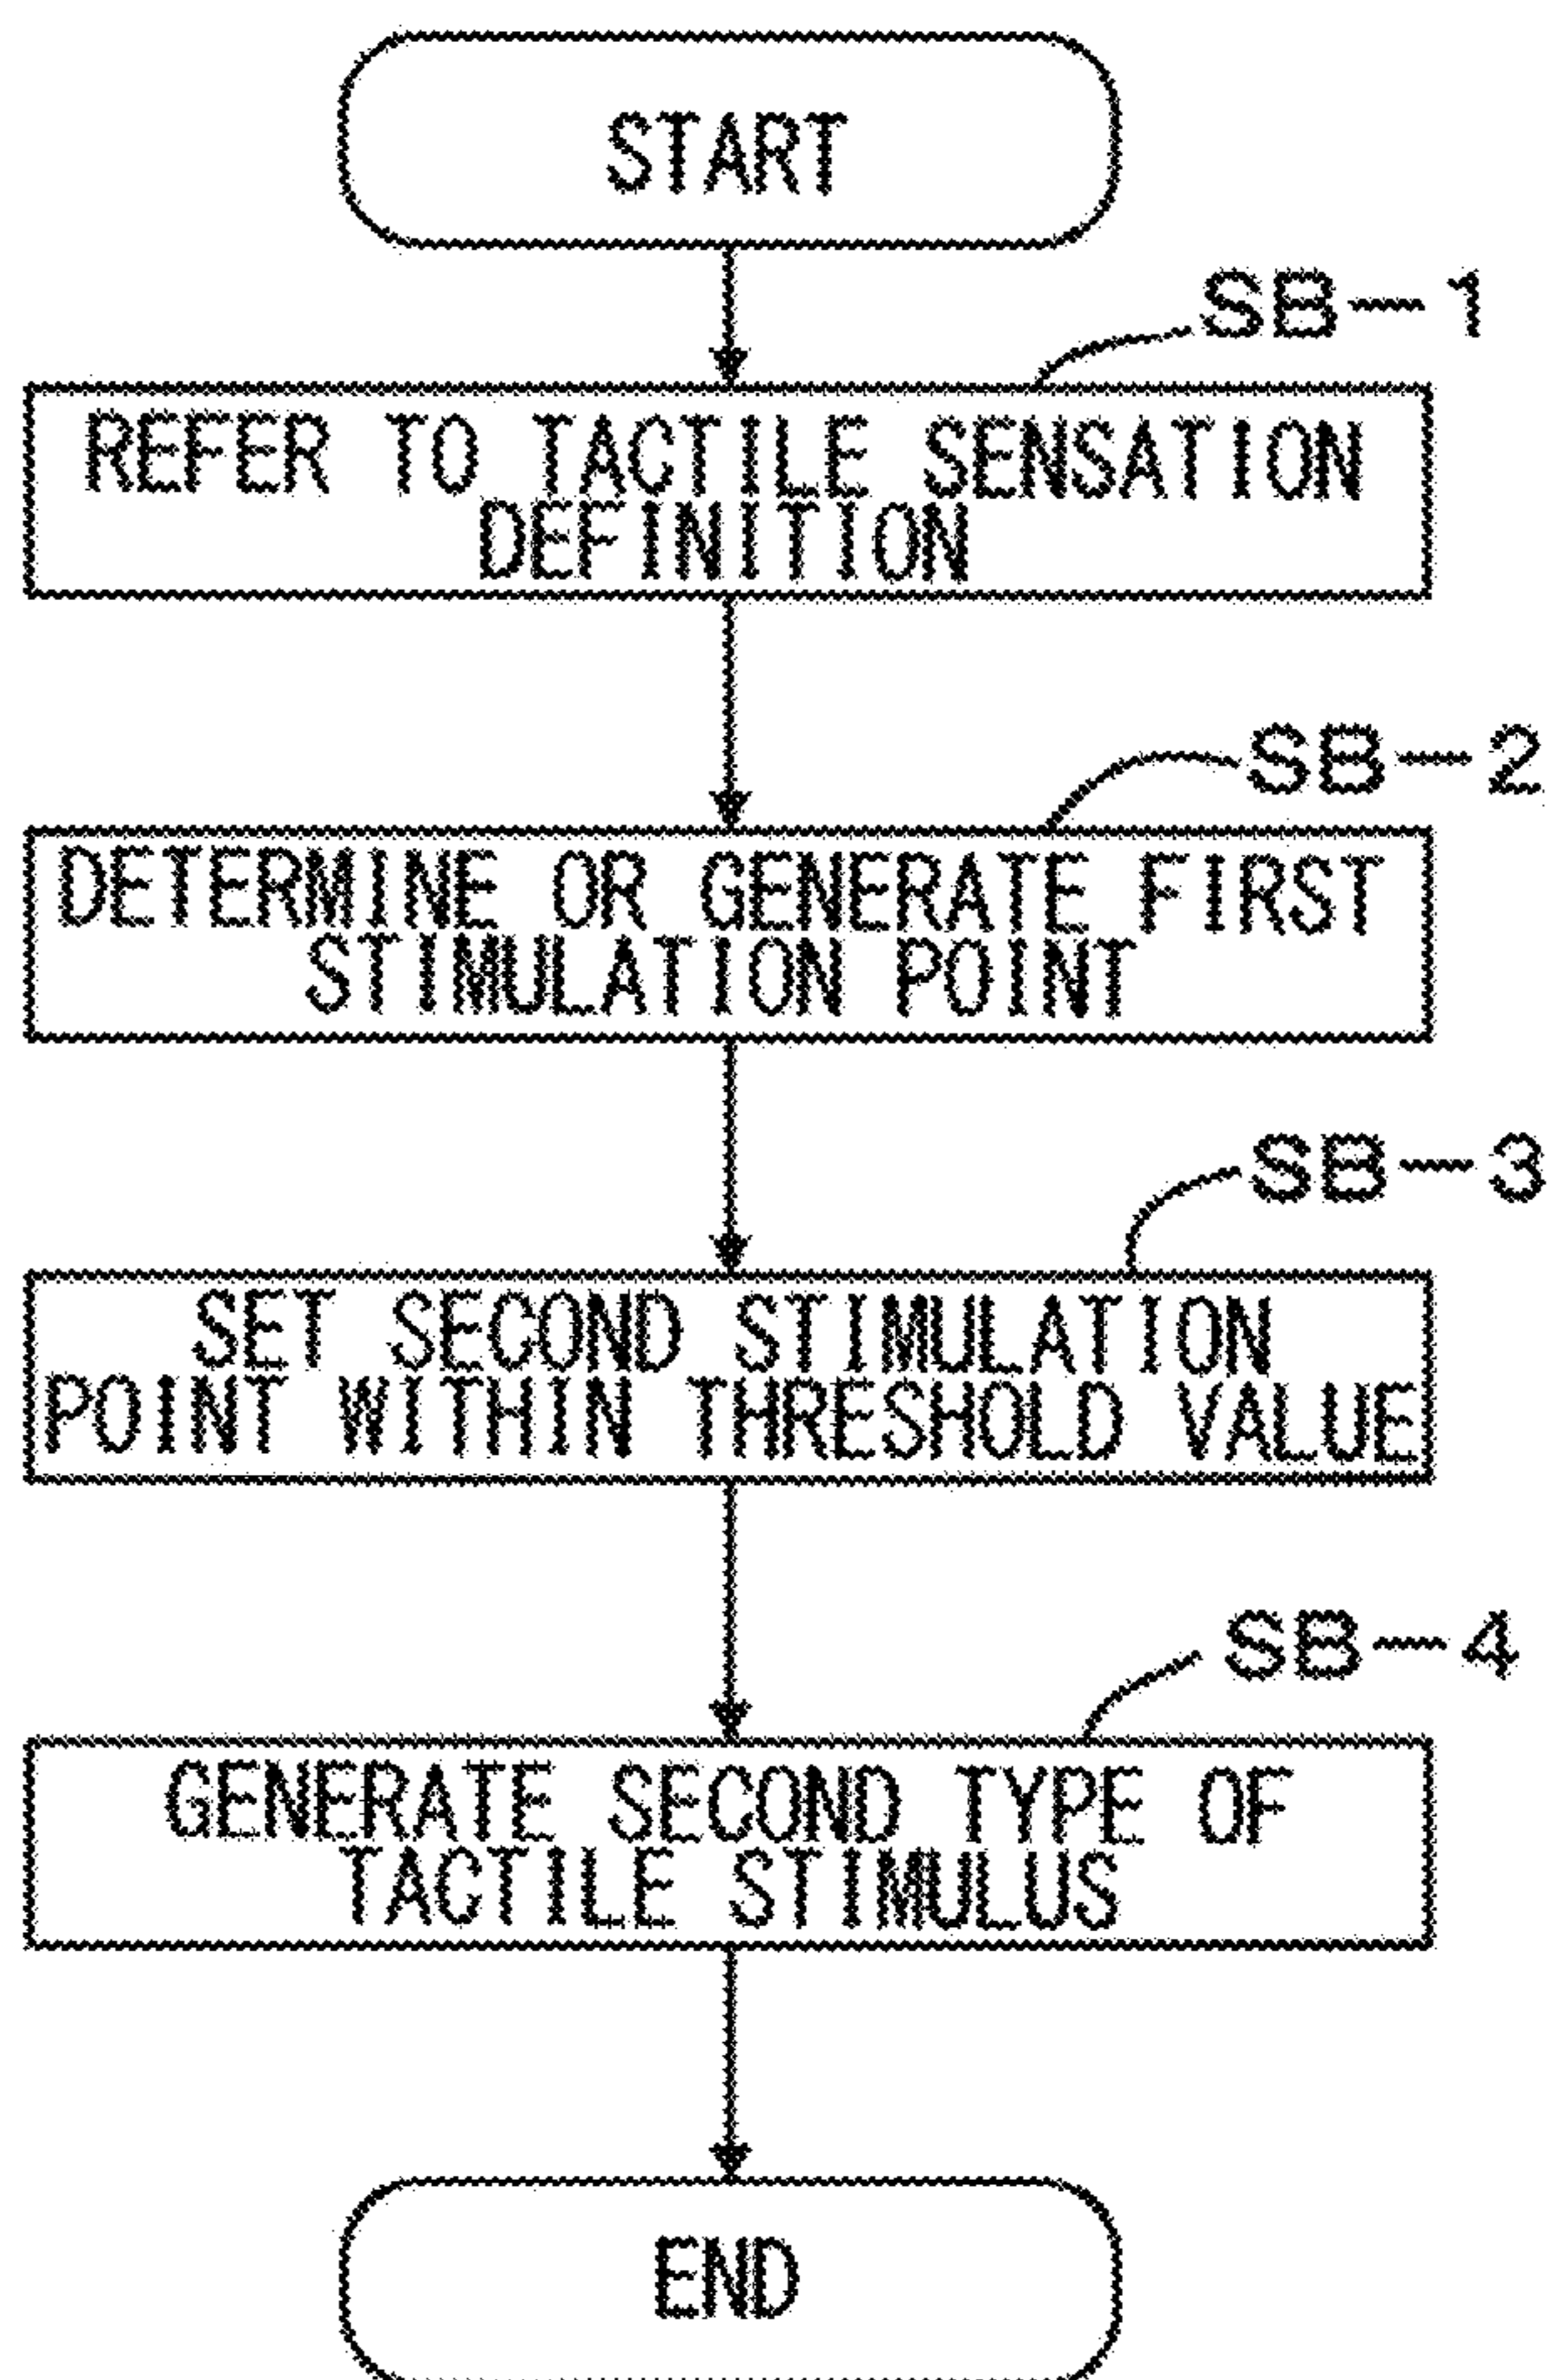 START
SB-1
REFER TO TACTILE SENSATION
DEFINITION
SB-2
DETERMINE OR GENERATE FIRST
STIMULATION POINT
SB-3
SET SECOND STIMULATION
POINT WITHIN THRESHOLD VALUE
SB-4
GENERATE SECOND TYPE OF
TACTILE STIMULUS
END